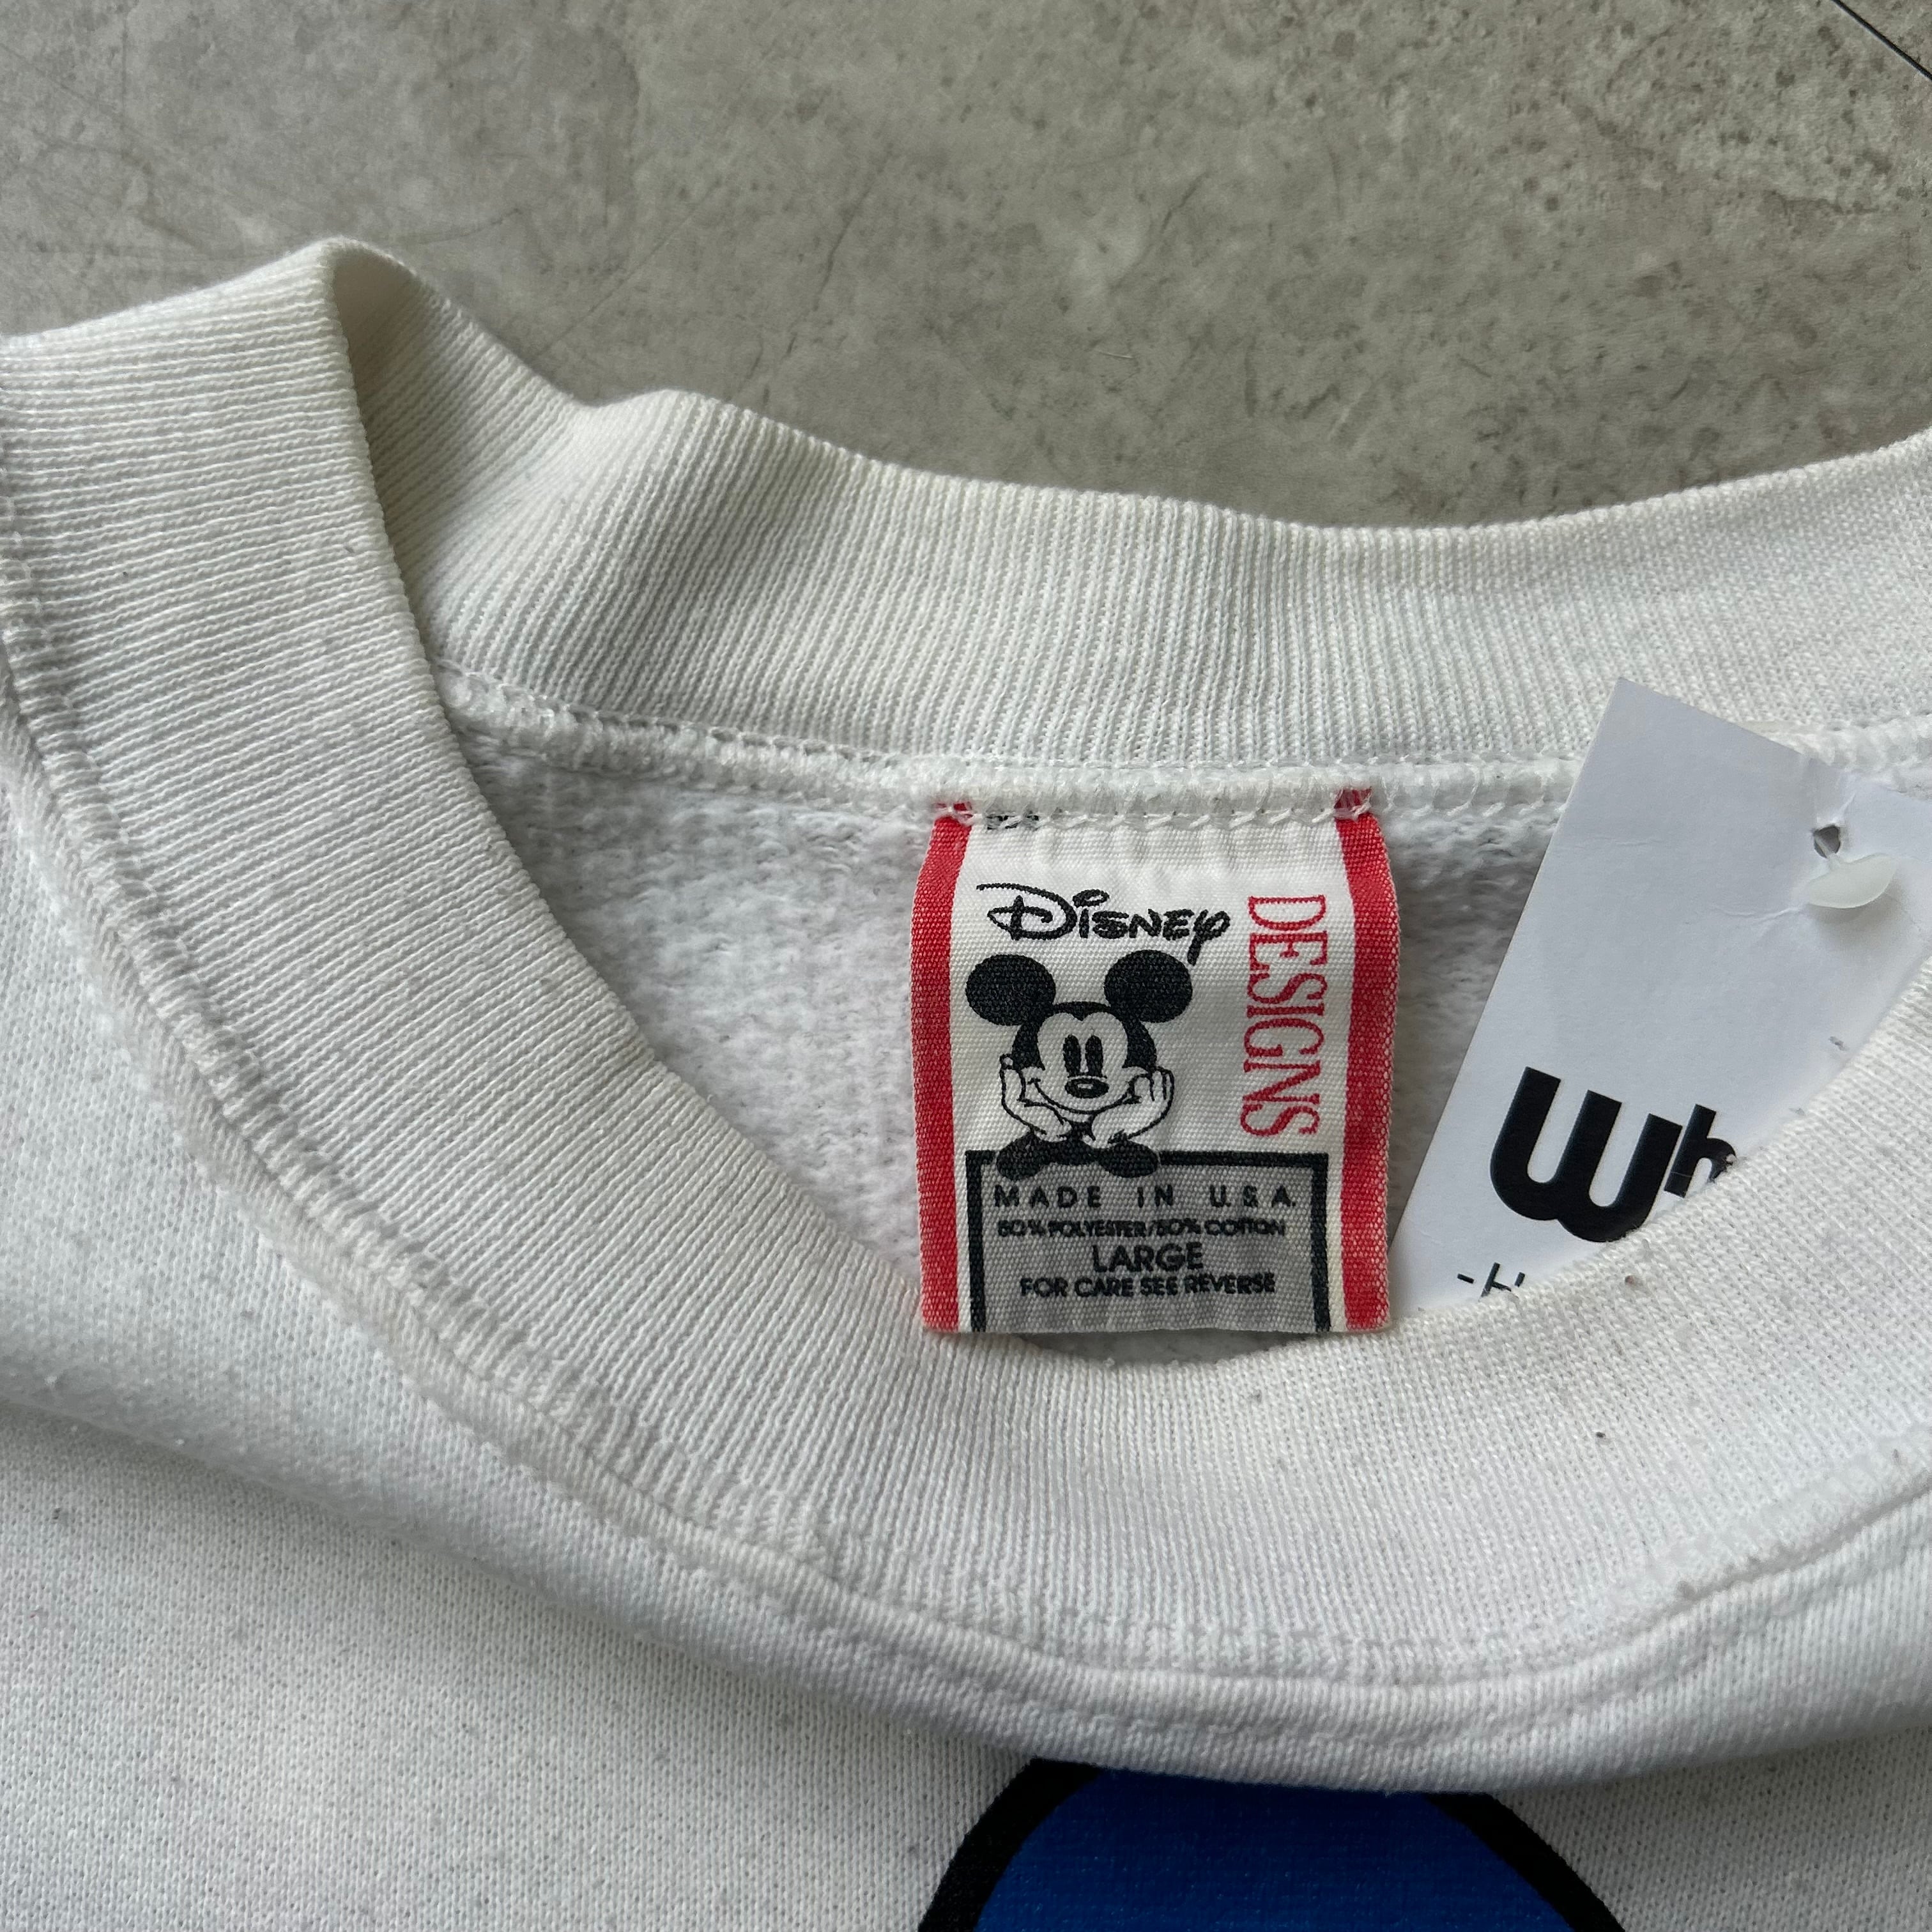 Disney
DESIGNS
MADE IN U.S.A.
50% POLYESTER/50% COTTON
LARGE
FOR CARE SEE REVERSE
Wh